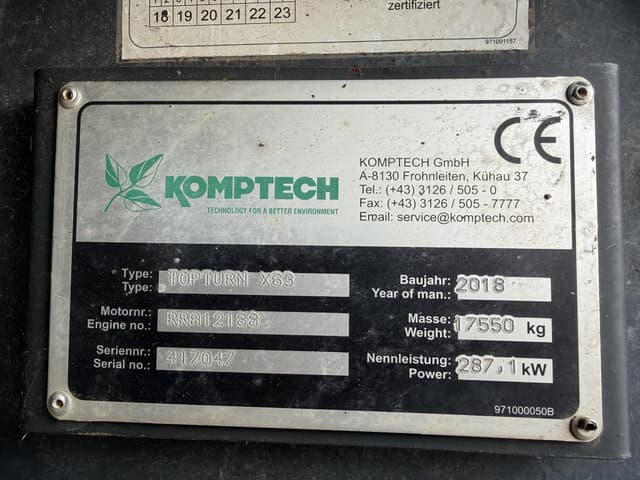 18 19 20 21 22 23
zertifiziert
971001157
CE
KOMPTECH
TECHNOLOGY FOR A BETTER ENVIRONMENT
KOMPTECH GmbH
A-8130 Frohnleiten, Kühau 37
Tel.: (+43) 3126 / 505 - 0
Fax: (+43) 3126 / 505 - 7777
Email: service@komptech.com
Type: TOPTURN X63
Type:
Motornr.: RRA12188
Engine no.:
Seriennr.: 417047
Serial no.:
Baujahr: 2018
Year of man.:
Masse: 17550 kg
Weight:
Nennleistung: 287,1 kW
Power:
971000050B